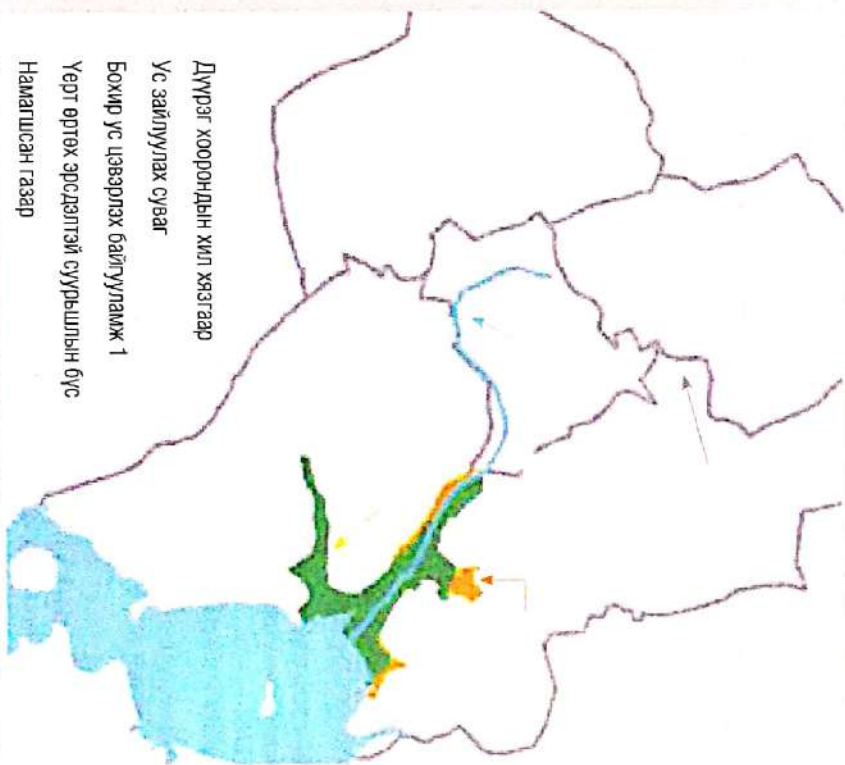 Дүүрэг хоорондын хил хязгаар
Ус зайлуулах суваг
Бохир ус цэвэрлэх байгууламж 1
Үерт өртөх эрсдэлтэй суурьшлын бүс
Намагшсан газар